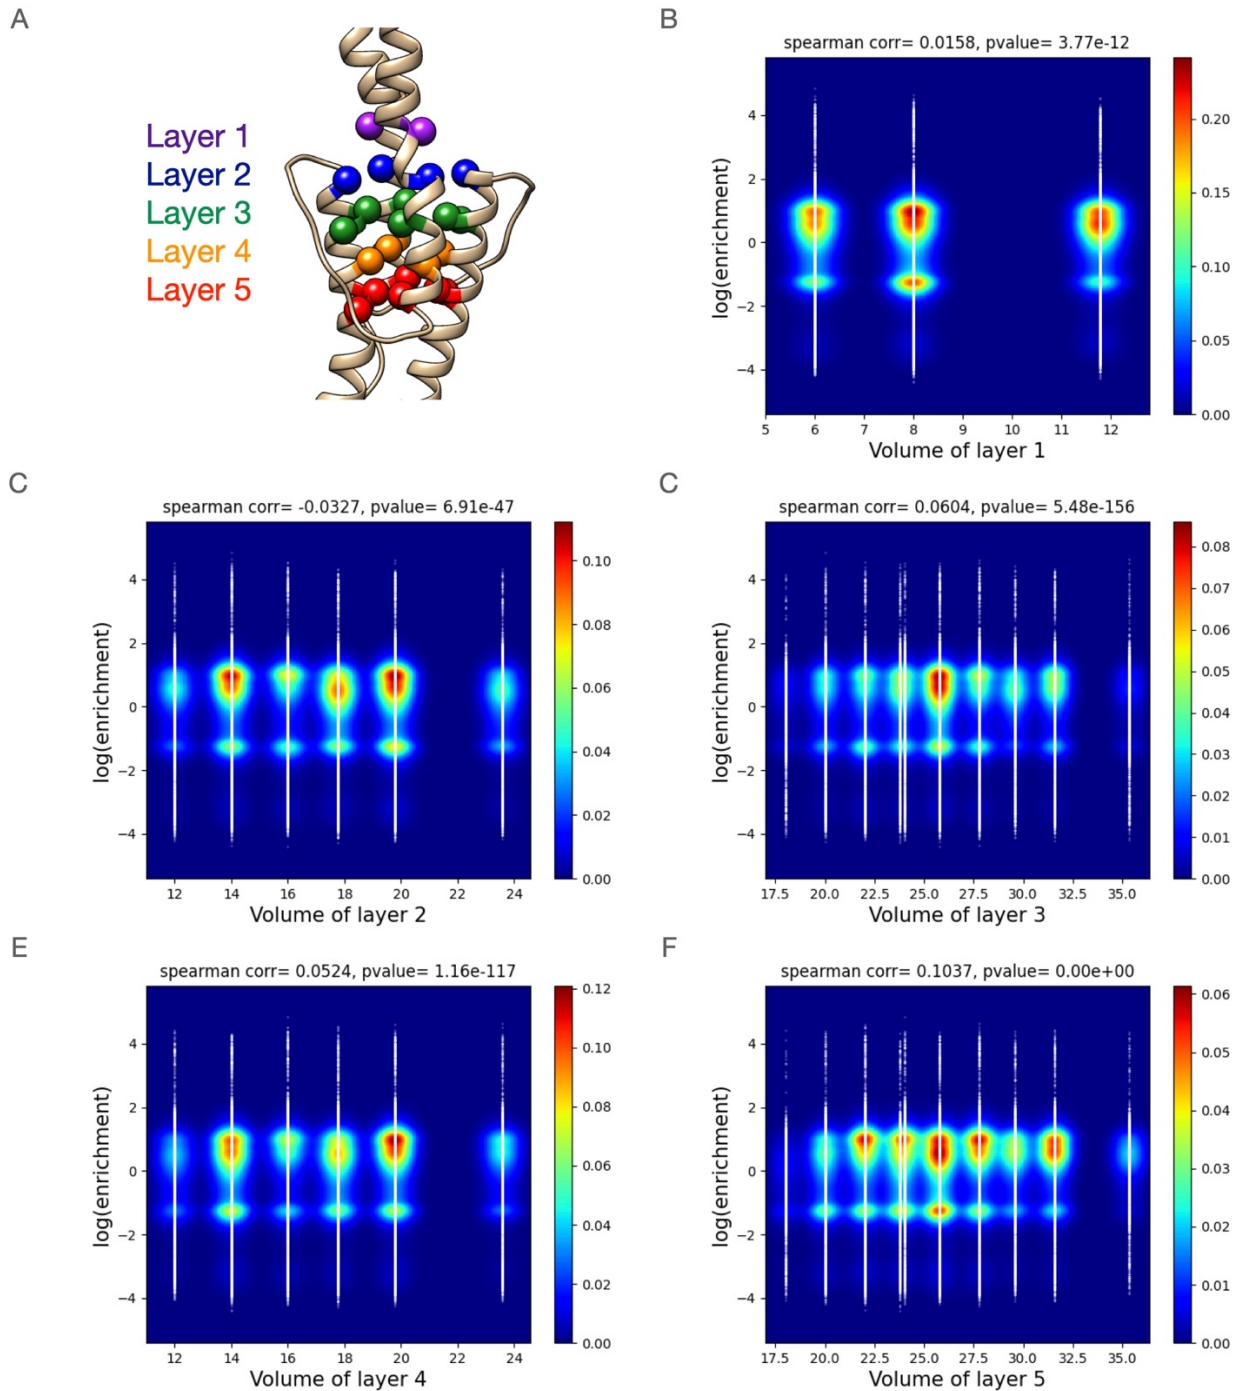 A
Layer 1
Layer 2
Layer 3
Layer 4
Layer 5
B
spearman corr= 0.0158, pvalue= 3.77e-12
log(enrichment)
4
2
0
−2
−4
5 6 7 8 9 10 11 12
Volume of layer 1
0.20
0.15
0.10
0.05
0.00
C
spearman corr= -0.0327, pvalue= 6.91e-47
log(enrichment)
4
2
0
−2
−4
12 14 16 18 20 22 24
Volume of layer 2
0.10
0.08
0.06
0.04
0.02
0.00
C
spearman corr= 0.0604, pvalue= 5.48e-156
log(enrichment)
4
2
0
−2
−4
17.5 20.0 22.5 25.0 27.5 30.0 32.5 35.0
Volume of layer 3
0.08
0.07
0.06
0.05
0.04
0.03
0.02
0.01
0.00
E
spearman corr= 0.0524, pvalue= 1.16e-117
log(enrichment)
4
2
0
−2
−4
12 14 16 18 20 22 24
Volume of layer 4
0.12
0.10
0.08
0.06
0.04
0.02
0.00
F
spearman corr= 0.1037, pvalue= 0.00e+00
log(enrichment)
4
2
0
−2
−4
17.5 20.0 22.5 25.0 27.5 30.0 32.5 35.0
Volume of layer 5
0.06
0.05
0.04
0.03
0.02
0.01
0.00